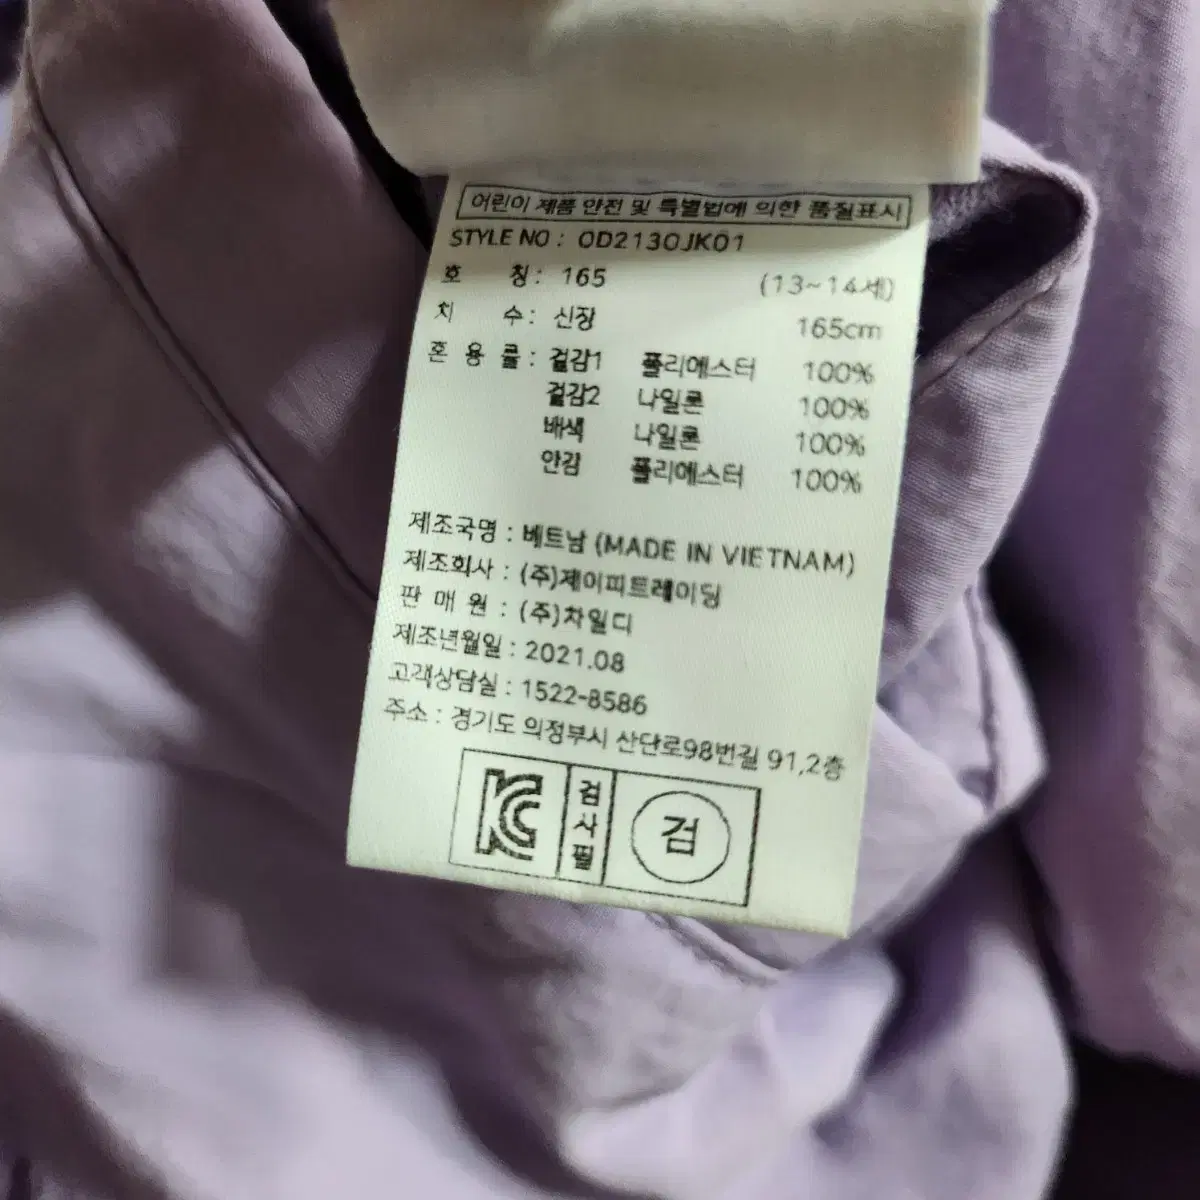 어린이 제품 안전 및 특별법에 의한 품질표시
STYLE NO : OD213OJK01
호 칭 : 165 (13~14세)
치 수 : 신장 165cm
혼 용 률 : 겉감1 폴리에스터 100%
겉감2 나일론 100%
배색 나일론 100%
안감 폴리에스터 100%
제조국명 : 베트남 (MADE IN VIETNAM)
제조회사 : (주)제이피트레이딩
판 매 원 : (주)차일디
제조년월일 : 2021.08
고객상담실 : 1522-8586
주소 : 경기도 의정부시 산단로98번길 91,2층
KC 검사필 검